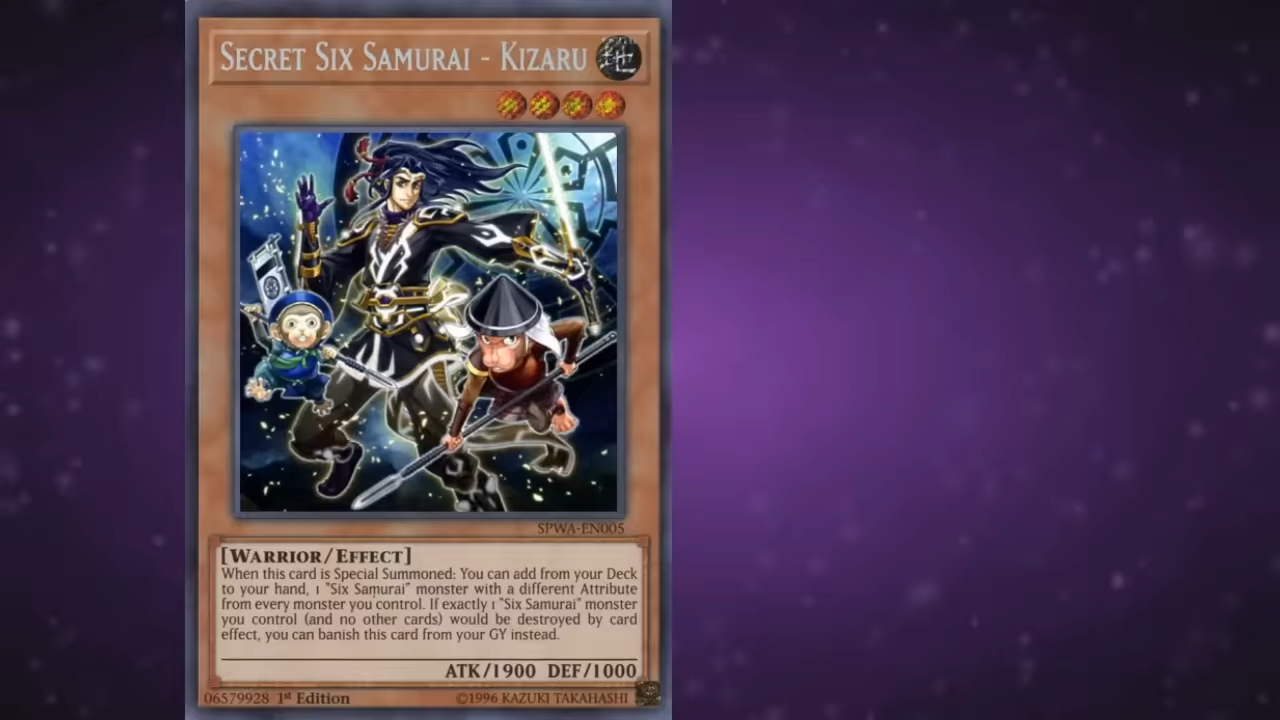 Secret Six Samurai - Kizaru
地
SPWA-EN005
[Warrior/Effect]
When this card is Special Summoned: You can add from your Deck
to your hand, 1 "Six Samurai" monster with a different Attribute
from every monster you control. If exactly 1 "Six Samurai" monster
you control (and no other cards) would be destroyed by card
effect, you can banish this card from your GY instead.
ATK/1900 DEF/1000
06579928 1st Edition ©1996 KAZUKI TAKAHASHI